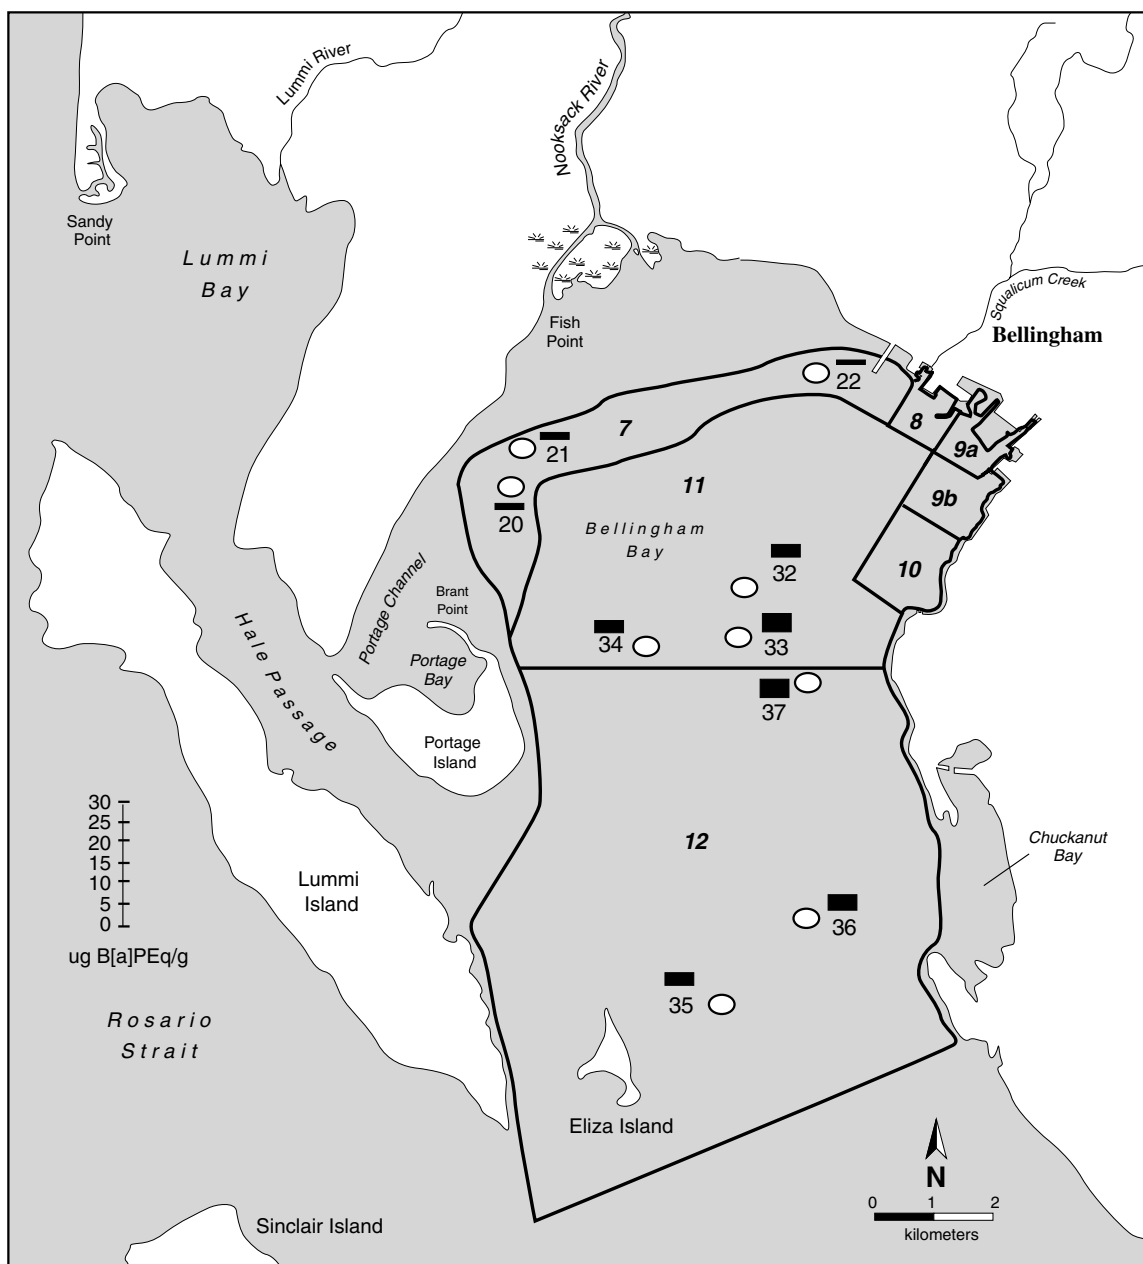 Lummi River
Nooksack River
Sandy
Point
Lummi
Bay
Squalicum Creek
Bellingham
Fish
Point
22
7
8
21
9a
11
9b
20
Bellingham
Bay
32
10
Portage Channel
Brant
Point
Hale Passage
34
33
Portage
Bay
37
Portage
Island
30
25
20
15
10
5
0
ug B[a]PEq/g
12
Chuckanut
Bay
Lummi
Island
36
35
Rosario
Strait
Eliza Island
N
0 1 2
kilometers
Sinclair Island